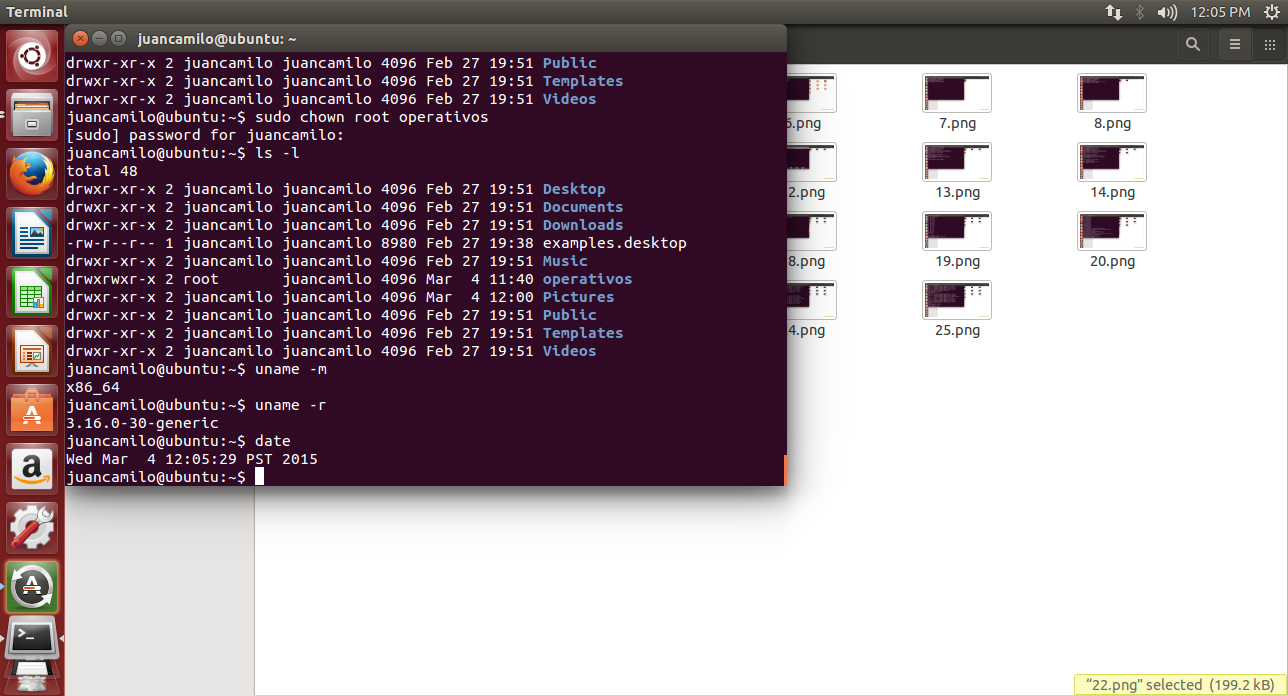 Terminal
12:05 PM
juancamilo@ubuntu: ~
drwxr-xr-x 2 juancamilo juancamilo 4096 Feb 27 19:51 Public
drwxr-xr-x 2 juancamilo juancamilo 4096 Feb 27 19:51 Templates
drwxr-xr-x 2 juancamilo juancamilo 4096 Feb 27 19:51 Videos
juancamilo@ubuntu:~$ sudo chown root operativos
[sudo] password for juancamilo:
juancamilo@ubuntu:~$ ls -l
total 48
drwxr-xr-x 2 juancamilo juancamilo 4096 Feb 27 19:51 Desktop
drwxr-xr-x 2 juancamilo juancamilo 4096 Feb 27 19:51 Documents
drwxr-xr-x 2 juancamilo juancamilo 4096 Feb 27 19:51 Downloads
-rw-r--r-- 1 juancamilo juancamilo 8980 Feb 27 19:38 examples.desktop
drwxr-xr-x 2 juancamilo juancamilo 4096 Feb 27 19:51 Music
drwxrwxr-x 2 root       juancamilo 4096 Mar  4 11:40 operativos
drwxr-xr-x 2 juancamilo juancamilo 4096 Mar  4 12:00 Pictures
drwxr-xr-x 2 juancamilo juancamilo 4096 Feb 27 19:51 Public
drwxr-xr-x 2 juancamilo juancamilo 4096 Feb 27 19:51 Templates
drwxr-xr-x 2 juancamilo juancamilo 4096 Feb 27 19:51 Videos
juancamilo@ubuntu:~$ uname -m
x86_64
juancamilo@ubuntu:~$ uname -r
3.16.0-30-generic
juancamilo@ubuntu:~$ date
Wed Mar  4 12:05:29 PST 2015
juancamilo@ubuntu:~$
6.png 7.png 8.png
2.png 13.png 14.png
8.png 19.png 20.png
4.png 25.png
“22.png” selected (199.2 kB)